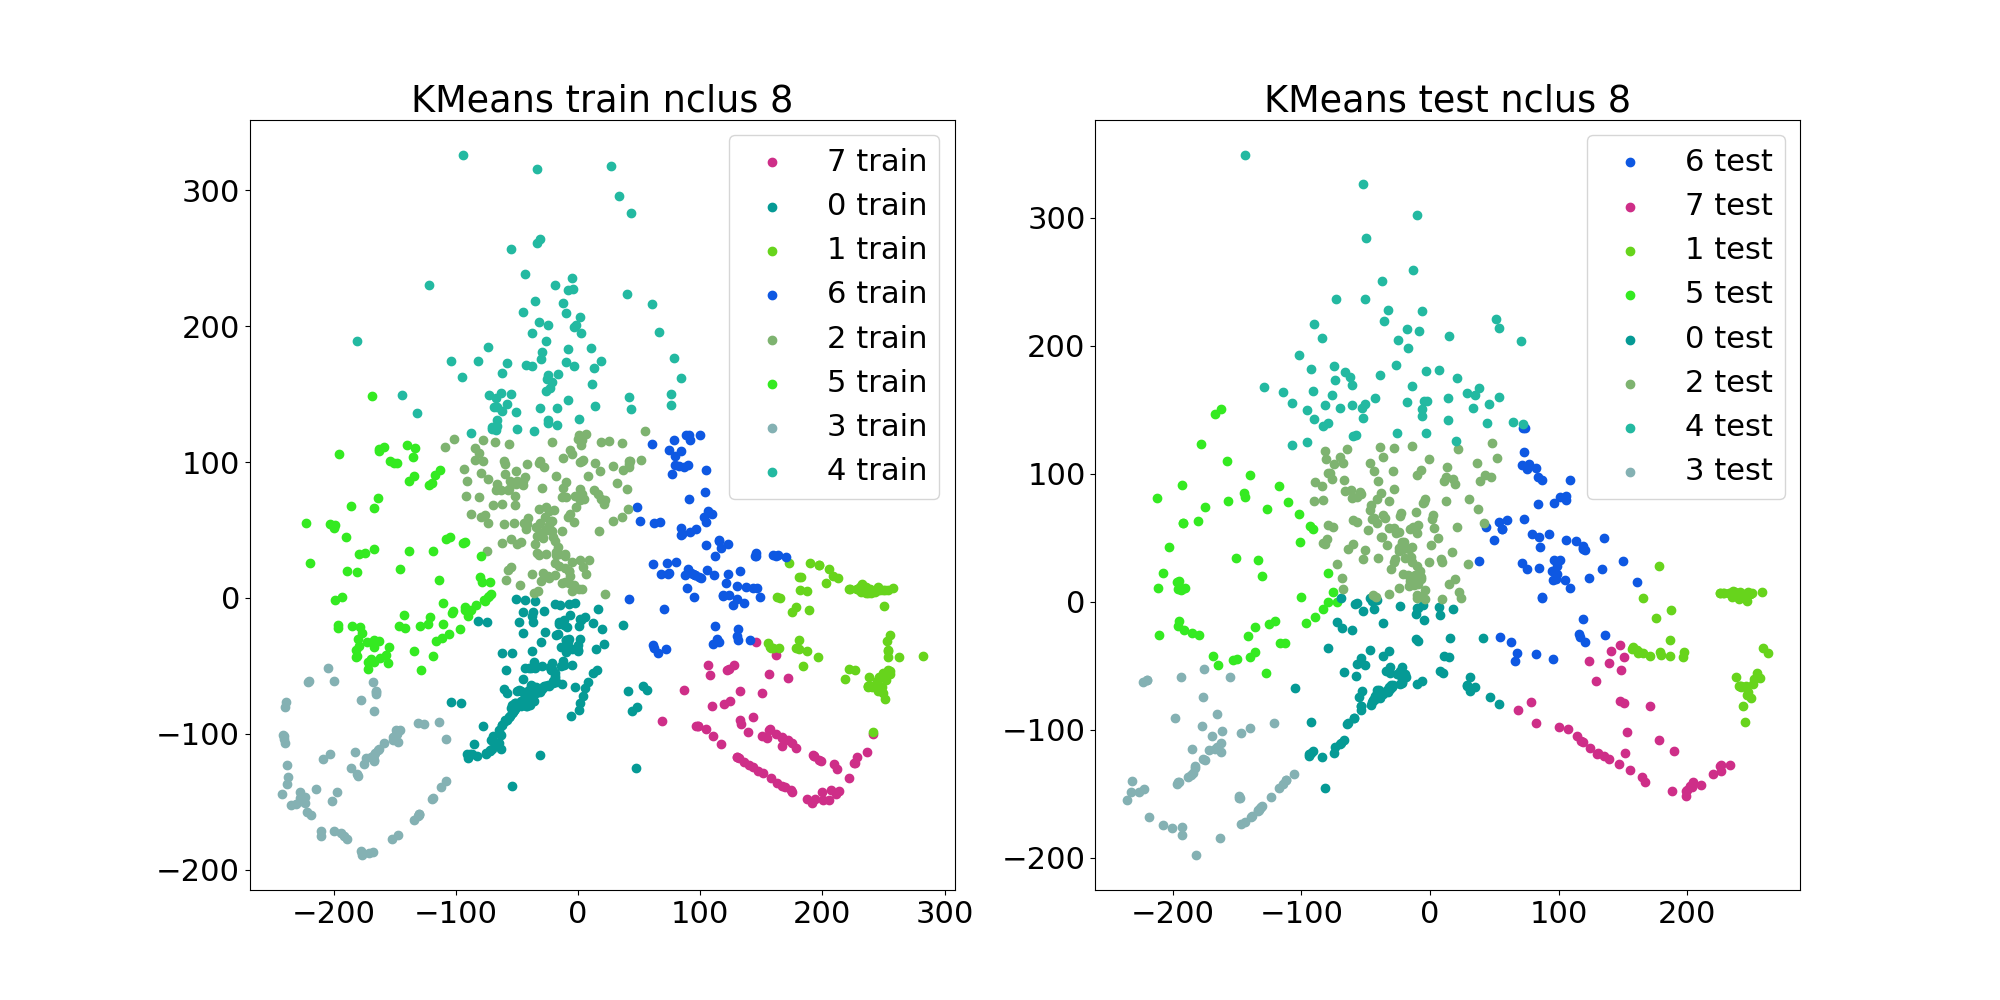 KMeans train nclus 8
300
200
100
0
−100
−200
−200
−100
0
100
200
300
7 train
0 train
1 train
6 train
2 train
5 train
3 train
4 train
KMeans test nclus 8
300
200
100
0
−100
−200
−200
−100
0
100
200
6 test
7 test
1 test
5 test
0 test
2 test
4 test
3 test